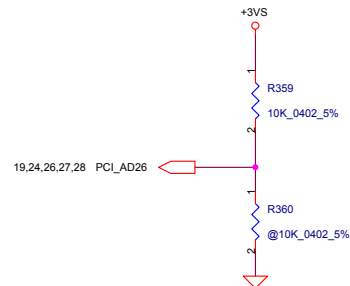 +3VS
1
R359
10K_0402_5%
2
19,24,26,27,28 PCI_AD26
1
R360
@10K_0402_5%
2